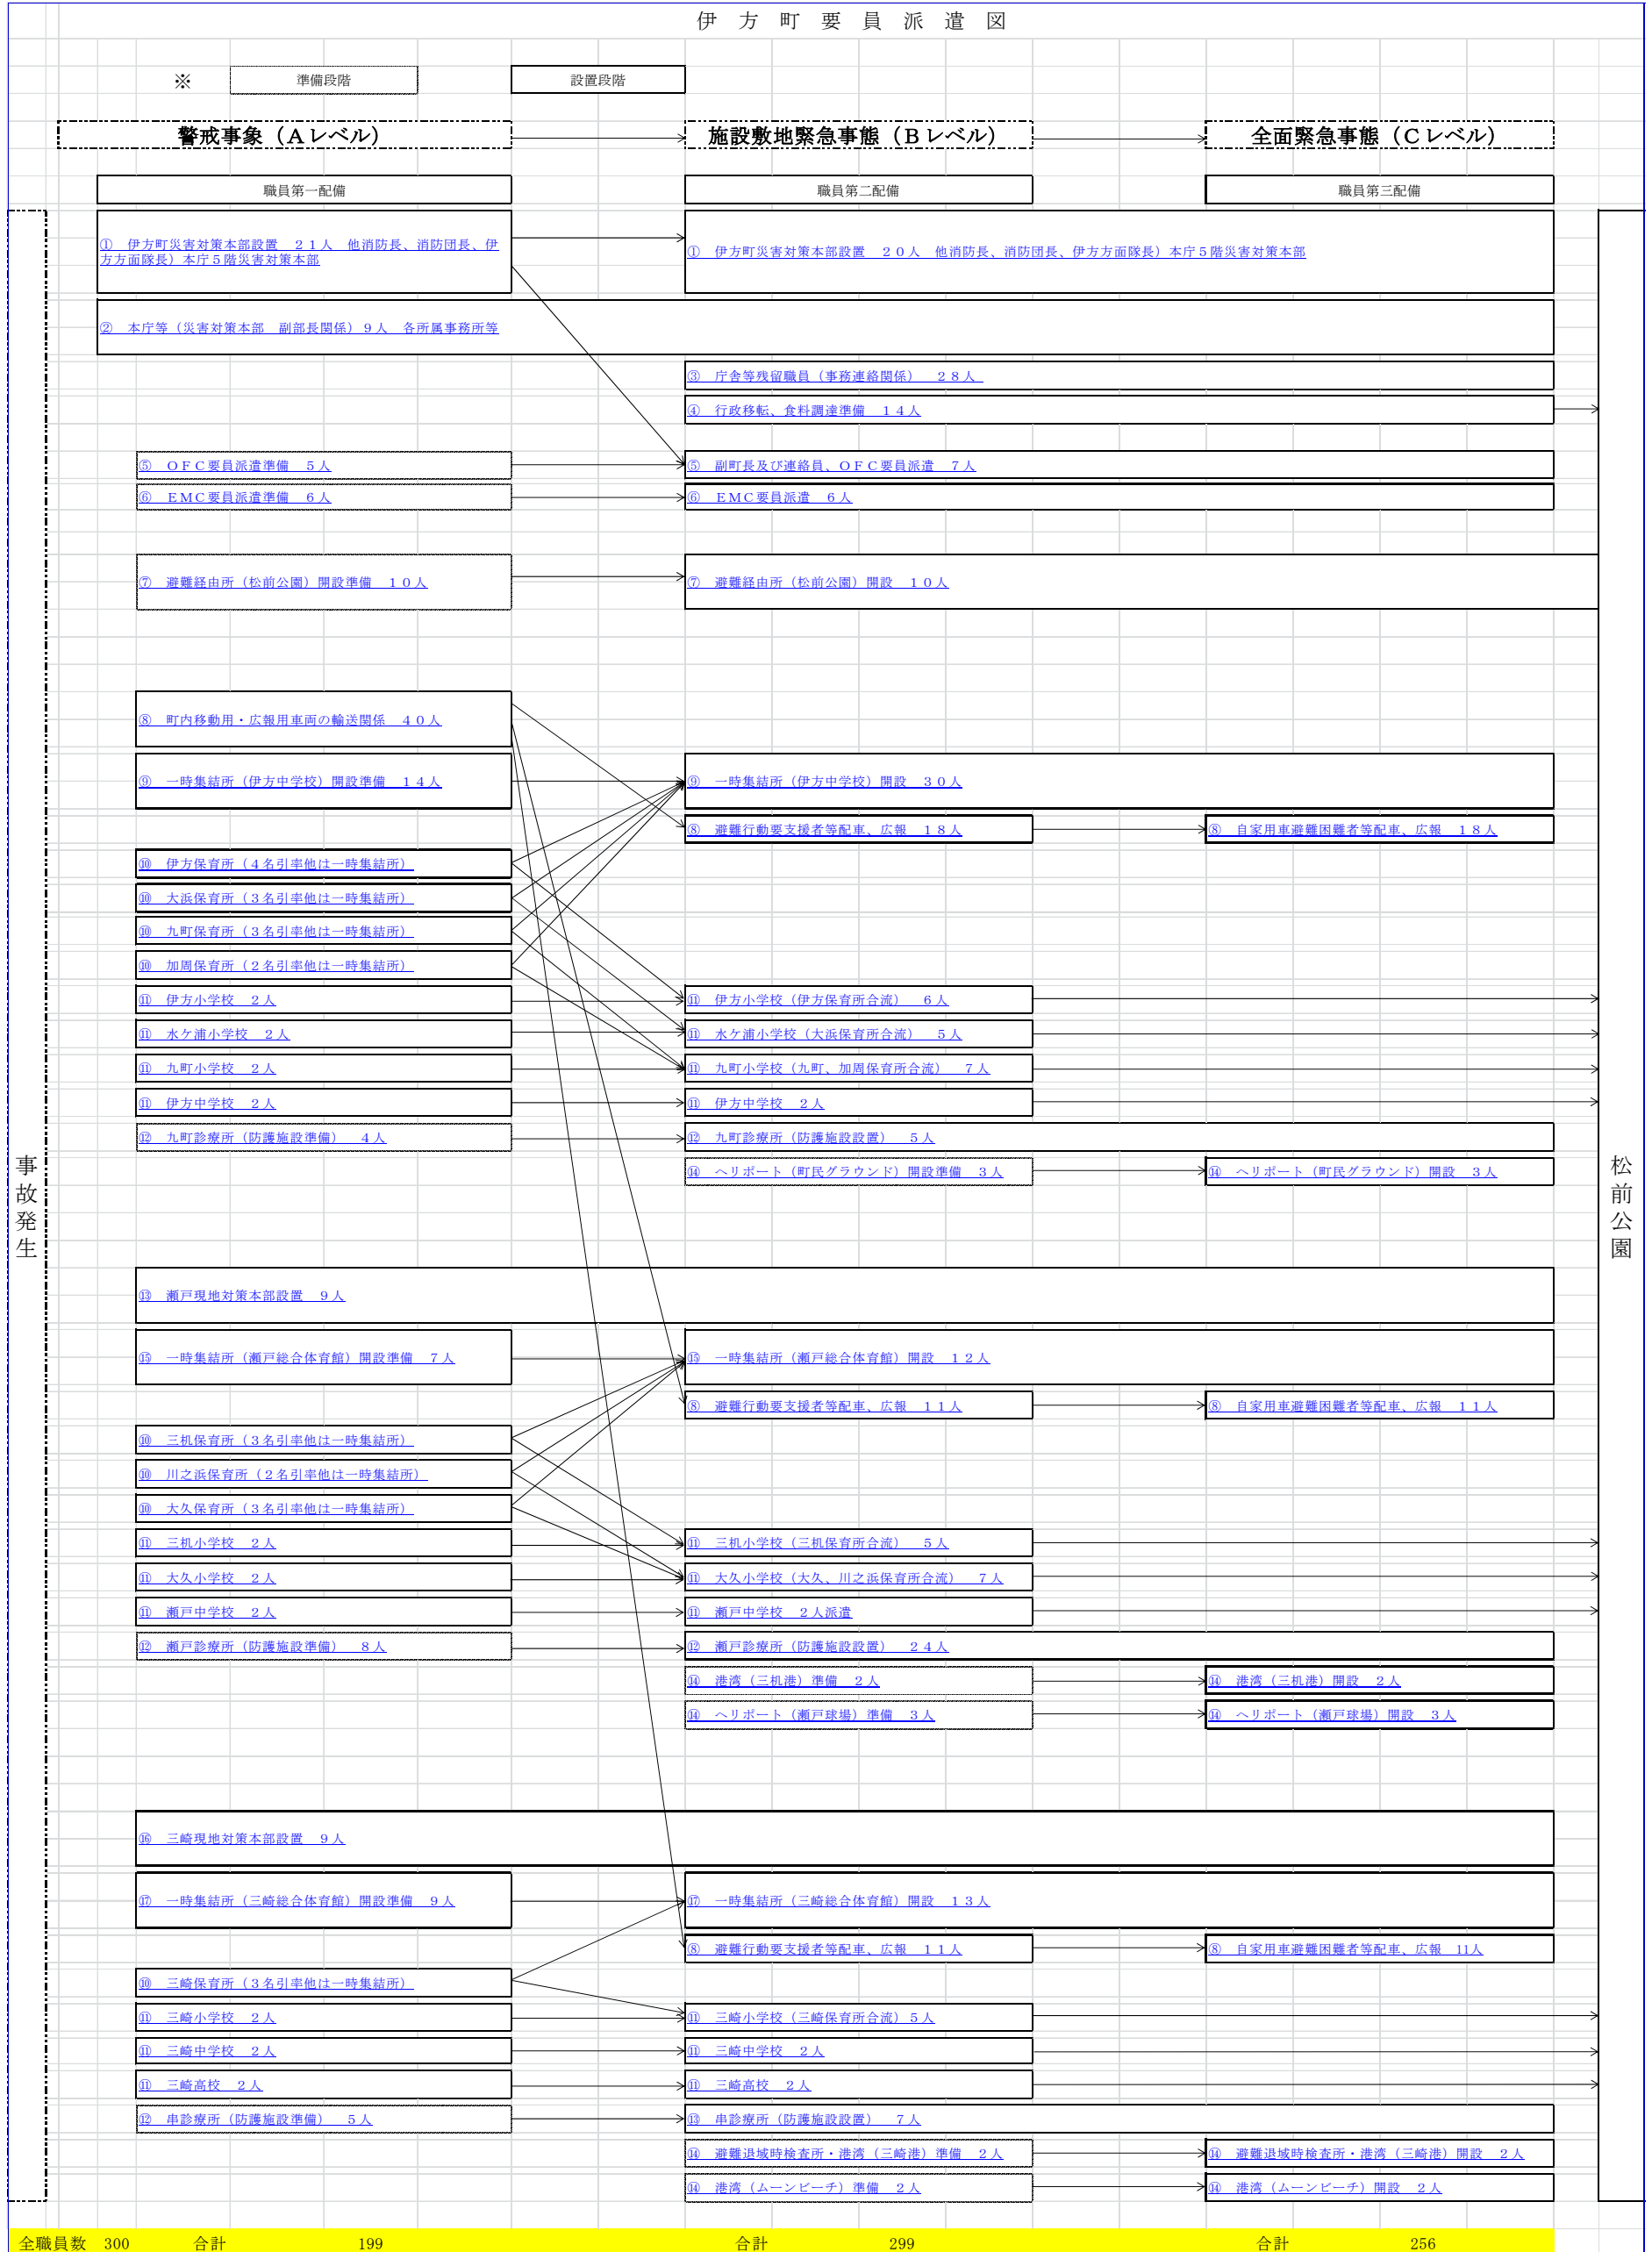 伊　方　町　要　員　派　遣　図
※　準備段階　設置段階
警戒事象（Ａレベル）　施設敷地緊急事態（Ｂレベル）　全面緊急事態（Ｃレベル）
職員第一配備　職員第二配備　職員第三配備
①　伊方町災害対策本部設置　２１人　他消防長、消防団長、伊
方方面隊長）本庁５階災害対策本部
①　伊方町災害対策本部設置　２０人　他消防長、消防団長、伊方方面隊長）本庁５階災害対策本部
②　本庁等（災害対策本部　副部長関係）９人　各所属事務所等
③　庁舎等残留職員（事務連絡関係）　２８人
④　行政移転、食料調達準備　１４人
⑤　ＯＦＣ要員派遣準備　５人　⑤　副町長及び連絡員、ＯＦＣ要員派遣　７人
⑥　ＥＭＣ要員派遣準備　６人　⑥　ＥＭＣ要員派遣　６人
⑦　避難経由所（松前公園）開設準備　１０人　⑦　避難経由所（松前公園）開設　１０人
⑧　町内移動用・広報用車両の輸送関係　４０人
⑨　一時集結所（伊方中学校）開設準備　１４人　⑨　一時集結所（伊方中学校）開設　３０人
⑧　避難行動要支援者等配車、広報　１８人　⑧　自家用車避難困難者等配車、広報　１８人
⑩　伊方保育所（４名引率他は一時集結所）
⑩　大浜保育所（３名引率他は一時集結所）
⑩　九町保育所（３名引率他は一時集結所）
⑩　加周保育所（２名引率他は一時集結所）
⑪　伊方小学校　２人　⑪　伊方小学校（伊方保育所合流）　６人
⑪　水ケ浦小学校　２人　⑪　水ケ浦小学校（大浜保育所合流）　５人
⑪　九町小学校　２人　⑪　九町小学校（九町、加周保育所合流）　７人
⑪　伊方中学校　２人　⑪　伊方中学校　２人
⑫　九町診療所（防護施設準備）　４人　⑫　九町診療所（防護施設設置）　５人
⑭　ヘリポート（町民グラウンド）開設準備　３人　⑭　ヘリポート（町民グラウンド）開設　３人
事故発生
松前公園
⑬　瀬戸現地対策本部設置　９人
⑮　一時集結所（瀬戸総合体育館）開設準備　７人　⑮　一時集結所（瀬戸総合体育館）開設　１２人
⑧　避難行動要支援者等配車、広報　１１人　⑧　自家用車避難困難者等配車、広報　１１人
⑩　三机保育所（３名引率他は一時集結所）
⑩　川之浜保育所（２名引率他は一時集結所）
⑩　大久保育所（３名引率他は一時集結所）
⑪　三机小学校　２人　⑪　三机小学校（三机保育所合流）　５人
⑪　大久小学校　２人　⑪　大久小学校（大久、川之浜保育所合流）　７人
⑪　瀬戸中学校　２人　⑪　瀬戸中学校　２人派遣
⑫　瀬戸診療所（防護施設準備）　８人　⑫　瀬戸診療所（防護施設設置）　２４人
⑭　港湾（三机港）準備　２人　⑭　港湾（三机港）開設　２人
⑭　ヘリポート（瀬戸球場）準備　３人　⑭　ヘリポート（瀬戸球場）開設　３人
⑯　三崎現地対策本部設置　９人
⑰　一時集結所（三崎総合体育館）開設準備　９人　⑰　一時集結所（三崎総合体育館）開設　１３人
⑧　避難行動要支援者等配車、広報　１１人　⑧　自家用車避難困難者等配車、広報　11人
⑩　三崎保育所（３名引率他は一時集結所）
⑪　三崎小学校　２人　⑪　三崎小学校（三崎保育所合流）５人
⑪　三崎中学校　２人　⑪　三崎中学校　２人
⑪　三崎高校　２人　⑪　三崎高校　２人
⑫　串診療所（防護施設準備）　５人　⑬　串診療所（防護施設設置）　７人
⑭　避難退域時検査所・港湾（三崎港）準備　２人　⑭　避難退域時検査所・港湾（三崎港）開設　２人
⑭　港湾（ムーンビーチ）準備　２人　⑭　港湾（ムーンビーチ）開設　２人
全職員数　300　合計　199　合計　299　合計　256